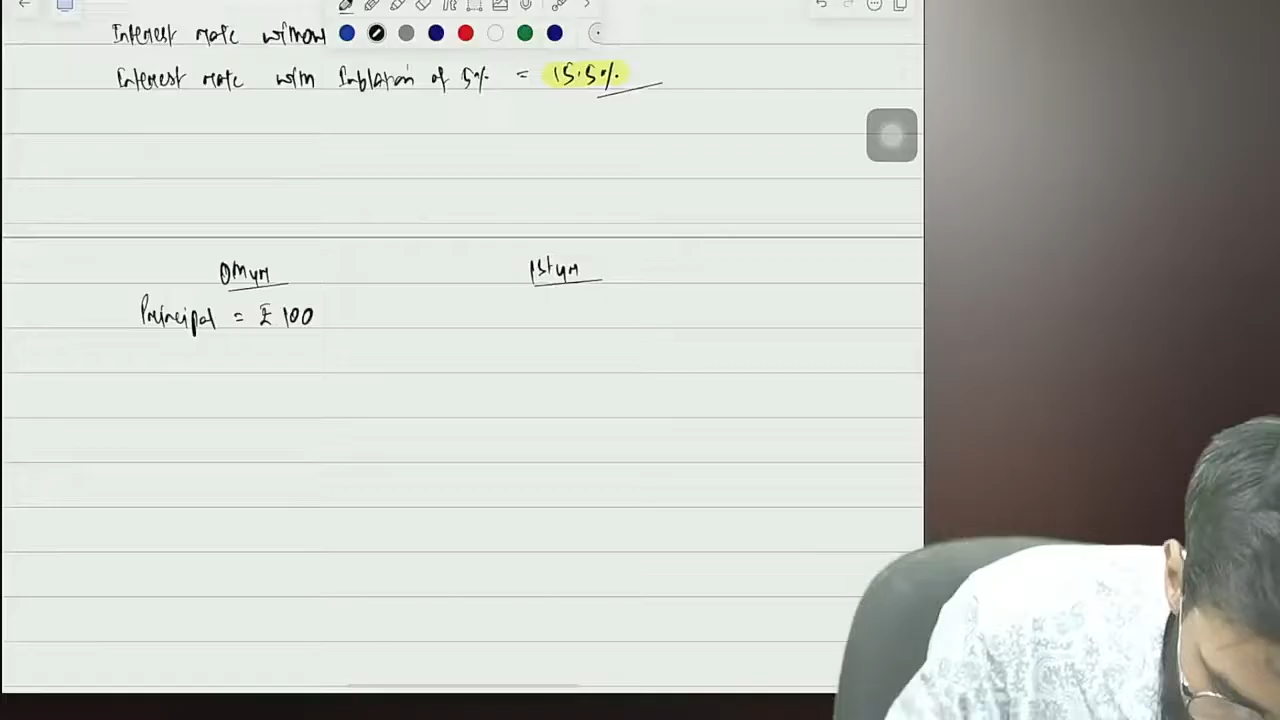 Interest rate without
Interest rate with Inflation of 5% = 15.5%
0th yr 1st yr
Principal = ₹ 100